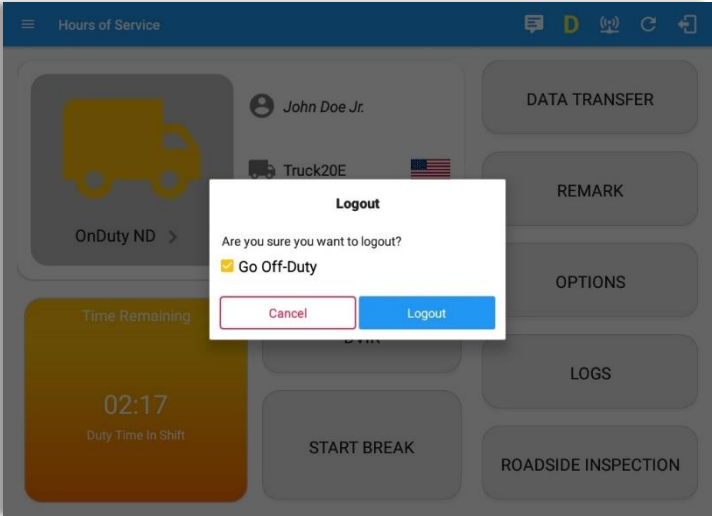 Hours of Service
D
John Doe Jr.
Truck20E
OnDuty ND
DATA TRANSFER
REMARK
OPTIONS
LOGS
ROADSIDE INSPECTION
Logout
Are you sure you want to logout?
Go Off-Duty
Cancel
Logout
Time Remaining
02:17
Duty Time In Shift
DVIR
START BREAK